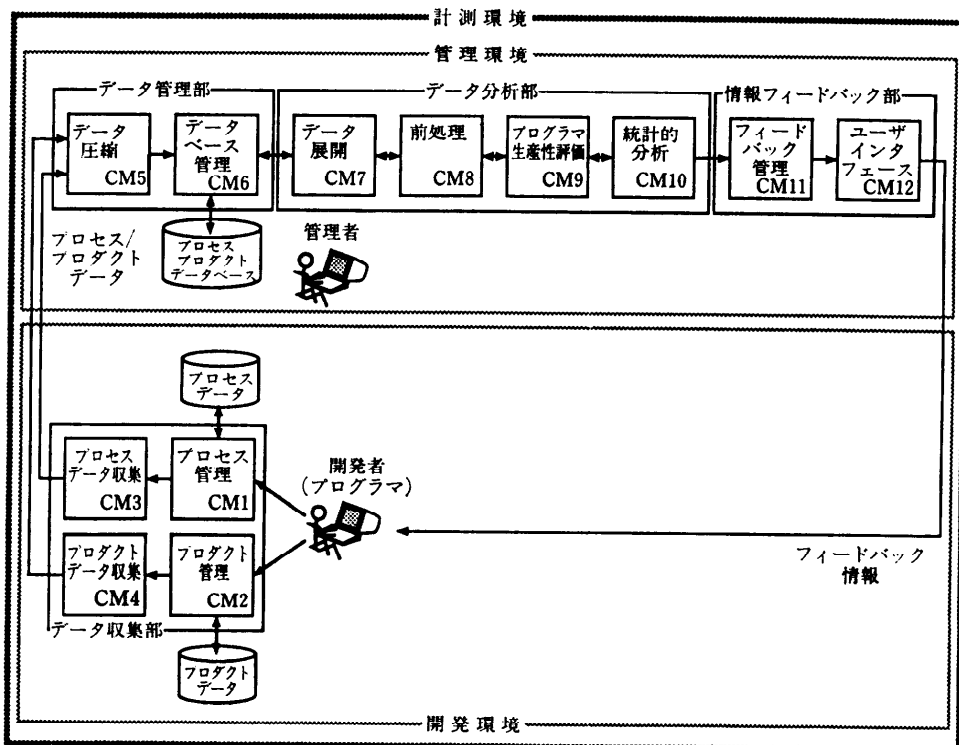 計測環境
管理環境
データ管理部
データ分析部
情報フィードバック部
データ
圧縮
CM5
データ
ベース
管理
CM6
データ
展開
CM7
前処理
CM8
プログラマ
生産性評価
CM9
統計的
分析
CM10
フィード
バック
管理
CM11
ユーザ
インタ
フェース
CM12
プロセス/
プロダクト
データ
プロセス
プロダクト
データベース
管理者
プロセス
データ
プロセス
データ収集
CM3
プロセス
管理
CM1
開発者
(プログラマ)
プロダクト
データ収集
CM4
プロダクト
管理
CM2
フィードバック
情報
データ収集部
プロダクト
データ
開発環境